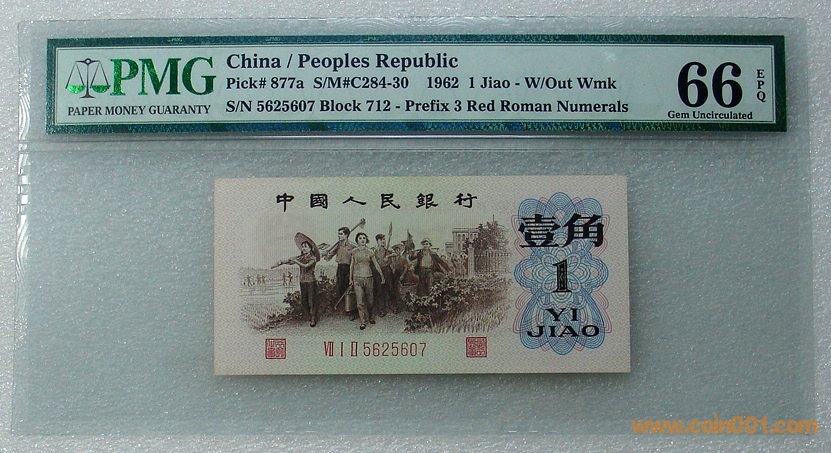 PMG
PAPER MONEY GUARANTY
China / Peoples Republic
Pick# 877a S/M#C284-30 1962 1 Jiao - W/Out Wmk
S/N 5625607 Block 712 - Prefix 3 Red Roman Numerals
66 EPQ
Gem Uncirculated
中國人民銀行
壹角
1
YI
JIAO
Ⅶ Ⅰ Ⅱ 5625607
www.coin001.com